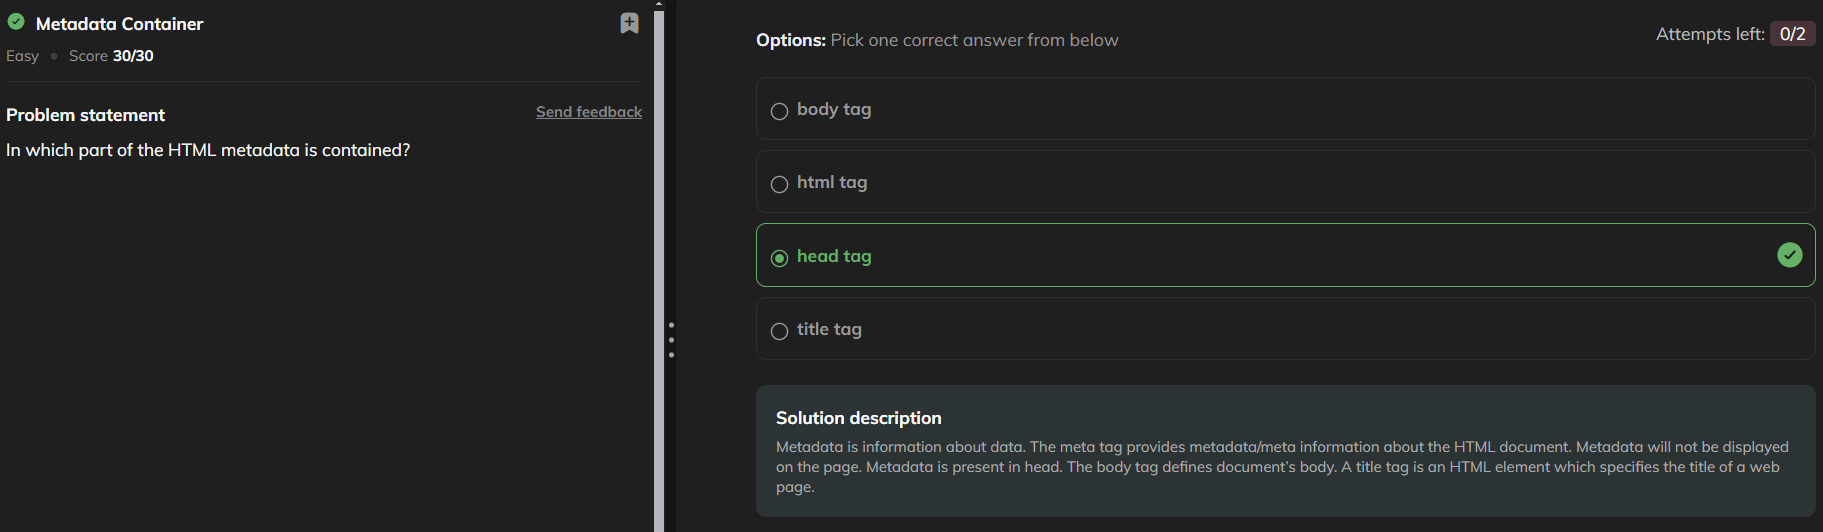 Metadata Container
Easy Score 30/30
Problem statement
Send feedback
In which part of the HTML metadata is contained?
Options: Pick one correct answer from below
Attempts left: 0/2
body tag
html tag
head tag
title tag
Solution description
Metadata is information about data. The meta tag provides metadata/meta information about the HTML document. Metadata will not be displayed
on the page. Metadata is present in head. The body tag defines document's body. A title tag is an HTML element which specifies the title of a web
page.